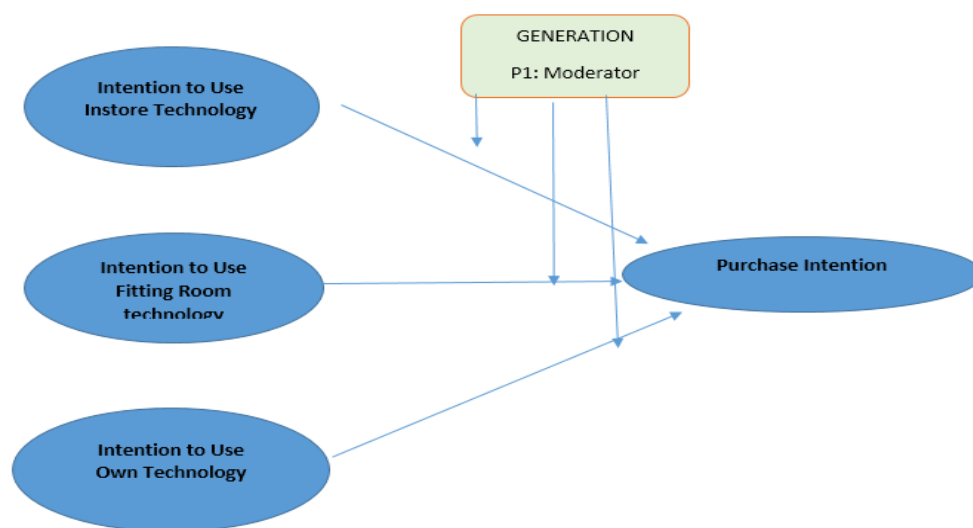 GENERATION
P1: Moderator
Intention to Use
Instore Technology
Intention to Use
Fitting Room
technology
Purchase Intention
Intention to Use
Own Technology